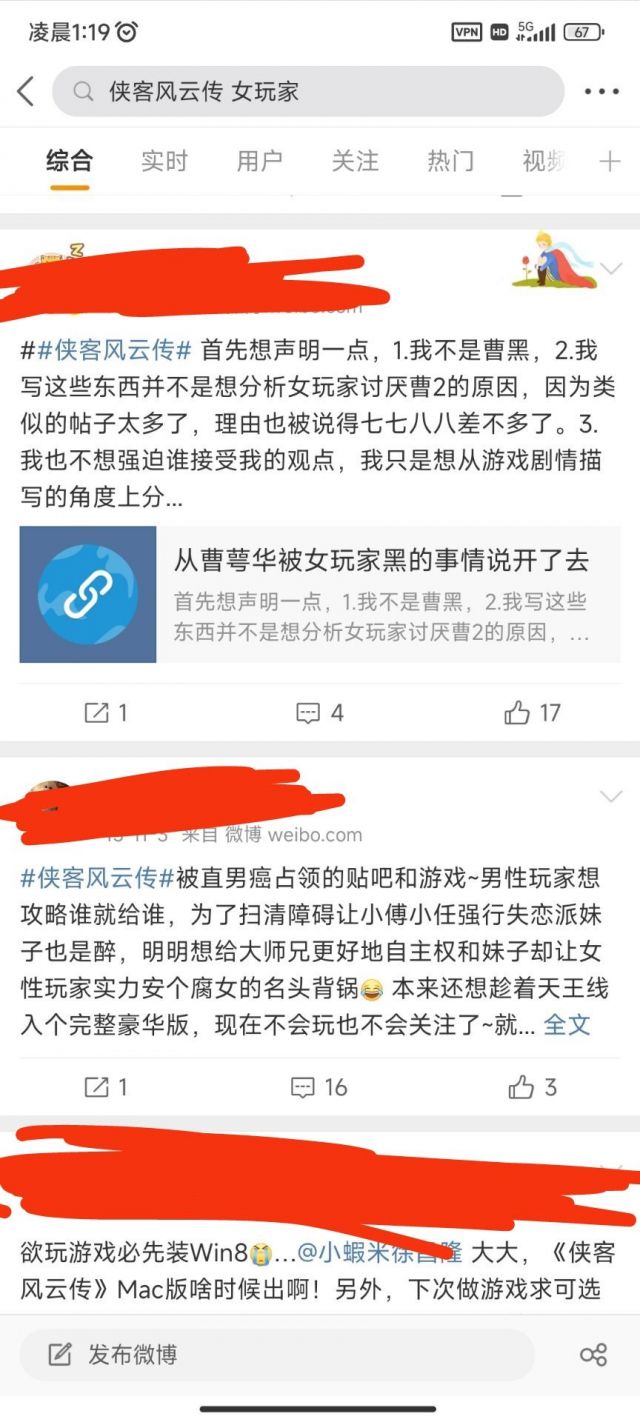 凌晨1:19
VPN HD 5G 67
侠客风云传 女玩家
综合 实时 用户 关注 热门 视频
##侠客风云传# 首先想声明一点，1.我不是曹黑，2.我
写这些东西并不是想分析女玩家讨厌曹2的原因，因为类
似的帖子太多了，理由也被说得七七八八差不多了。3.
我也不想强迫谁接受我的观点，我只是想从游戏剧情描
写的角度上分...
从曹萼华被女玩家黑的事情说开了去
首先想声明一点，1.我不是曹黑，2.我写这些
东西并不是想分析女玩家讨厌曹2的原因，...
1 4 17
来自 微博 weibo.com
#侠客风云传#被直男癌占领的贴吧和游戏~男性玩家想
攻略谁就给谁，为了扫清障碍让小傅小任强行失恋派妹
子也是醉，明明想给大师兄更好地自主权和妹子却让女
性玩家实力安个腐女的名头背锅 本来还想趁着天王线
入个完整豪华版，现在不会玩也不会关注了~就... 全文
1 16 3
欲玩游戏必先装Win8...@小蝦米徐昌隆 大大，《侠客
风云传》Mac版啥时候出啊！另外，下次做游戏求可选
发布微博